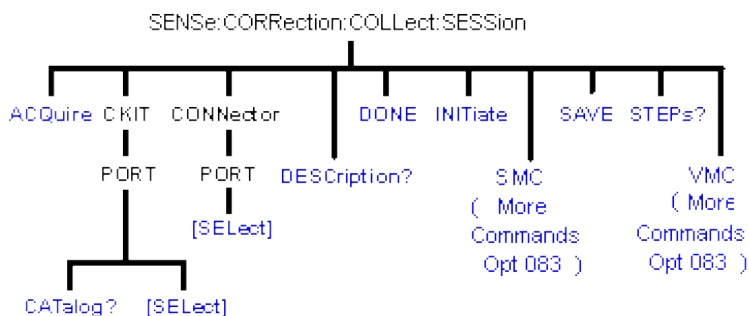 SENSe:CORRection:COLLect:SESSion
ACQuire CKIT CONNector DONE INITiate SAVE STEPs?
PORT PORT DESCription? SMC VMC
( More ( More
[SELect] Commands Commands
Opt 083 ) Opt 083 )
CATalog? [SELect]